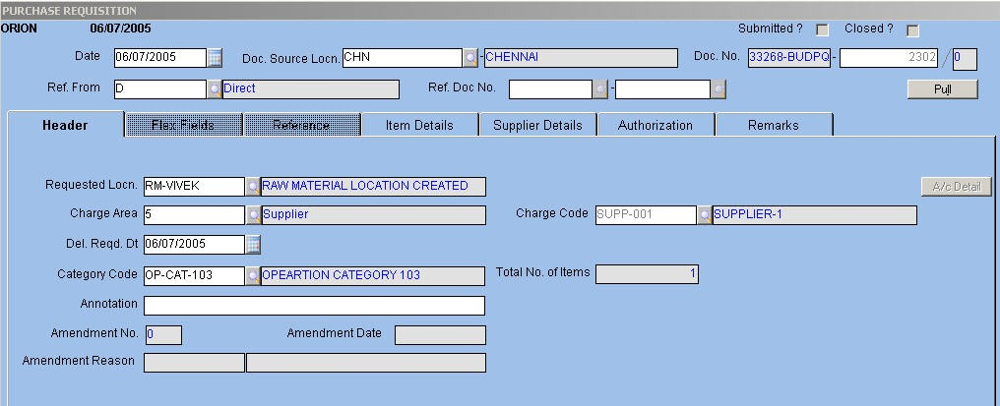 PURCHASE REQUISITION
ORION 06/07/2005 Submitted ? Closed ?
Date 06/07/2005 Doc. Source Locn. CHN - CHENNAI Doc. No. 33268-BUDPQ - 2302 / 0
Ref. From D Direct Ref. Doc No. - Pull
Header Flex Fields Reference Item Details Supplier Details Authorization Remarks
Requested Locn. RM-VIVEK RAW MATERIAL LOCATION CREATED A/c Detail
Charge Area 5 Supplier Charge Code SUPP-001 SUPPLIER-1
Del. Reqd. Dt 06/07/2005
Category Code OP-CAT-103 OPEARTION CATEGORY 103 Total No. of Items 1
Annotation
Amendment No. 0 Amendment Date
Amendment Reason